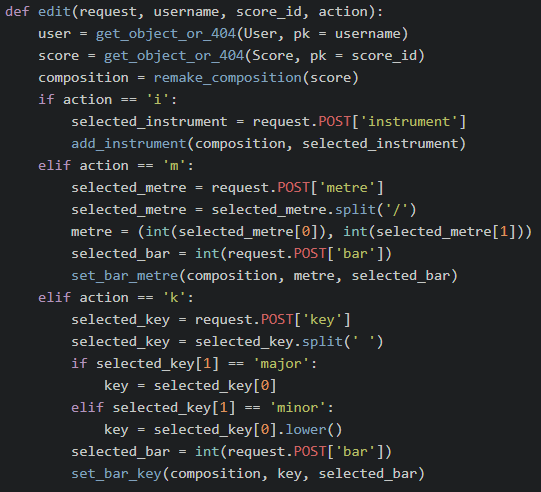 def edit(request, username, score_id, action):
    user = get_object_or_404(User, pk = username)
    score = get_object_or_404(Score, pk = score_id)
    composition = remake_composition(score)
    if action == 'i':
        selected_instrument = request.POST['instrument']
        add_instrument(composition, selected_instrument)
    elif action == 'm':
        selected_metre = request.POST['metre']
        selected_metre = selected_metre.split('/')
        metre = (int(selected_metre[0]), int(selected_metre[1]))
        selected_bar = int(request.POST['bar'])
        set_bar_metre(composition, metre, selected_bar)
    elif action == 'k':
        selected_key = request.POST['key']
        selected_key = selected_key.split(' ')
        if selected_key[1] == 'major':
            key = selected_key[0]
        elif selected_key[1] == 'minor':
            key = selected_key[0].lower()
        selected_bar = int(request.POST['bar'])
        set_bar_key(composition, key, selected_bar)